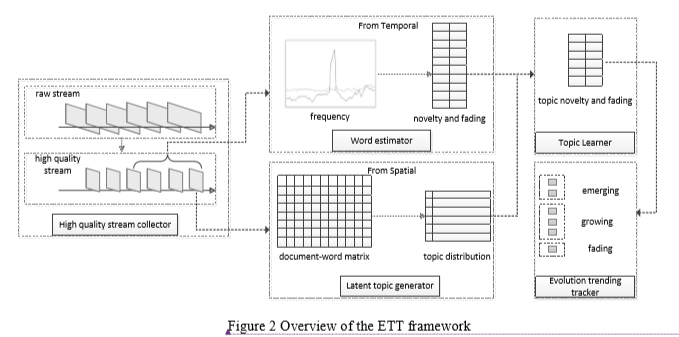 raw stream
high quality
stream
High quality stream collector
From Temporal
frequency
novelty and fading
Word estimator
From Spatial
document-word matrix
topic distribution
Latent topic generator
topic novelty and fading
Topic Learner
emerging
growing
fading
Evolution trending
tracker
Figure 2 Overview of the ETT framework